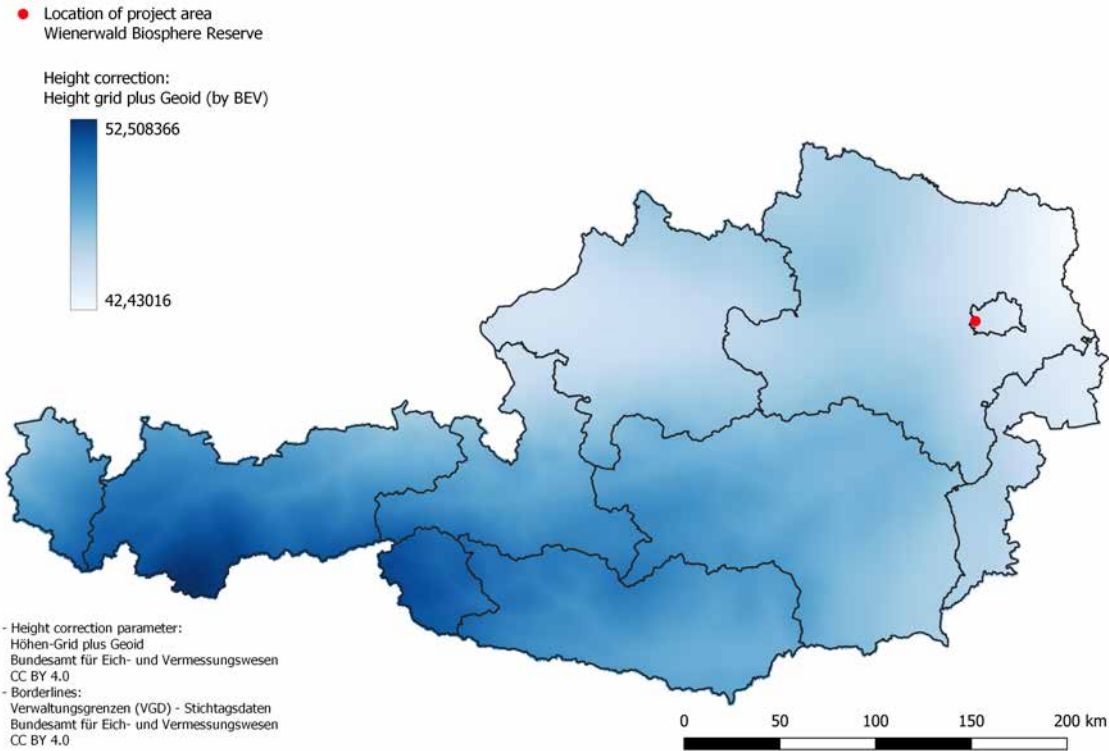 Location of project area
Wienerwald Biosphere Reserve
Height correction:
Height grid plus Geoid (by BEV)
52,508366
42,43016
- Height correction parameter:
Höhen-Grid plus Geoid
Bundesamt für Eich- und Vermessungswesen
CC BY 4.0
- Borderlines:
Verwaltungsgrenzen (VGD) - Stichtagsdaten
Bundesamt für Eich- und Vermessungswesen
CC BY 4.0
0 50 100 150 200 km